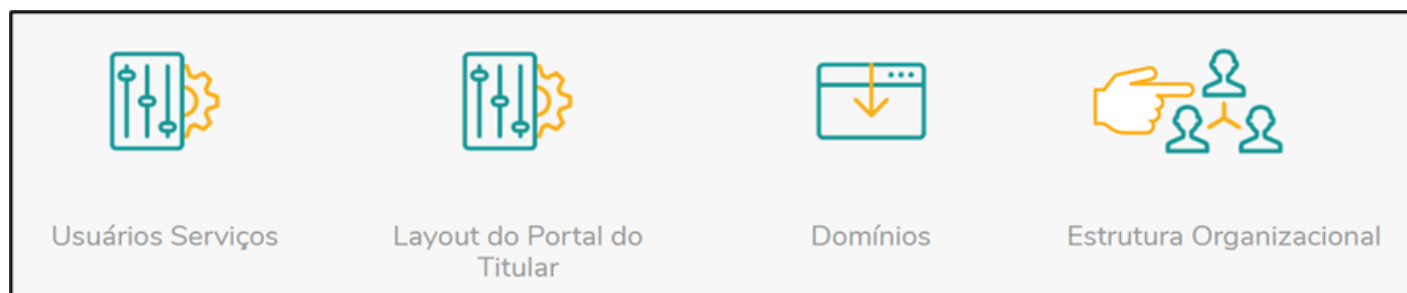 Usuários Serviços
Layout do Portal do
Titular
Domínios
Estrutura Organizacional